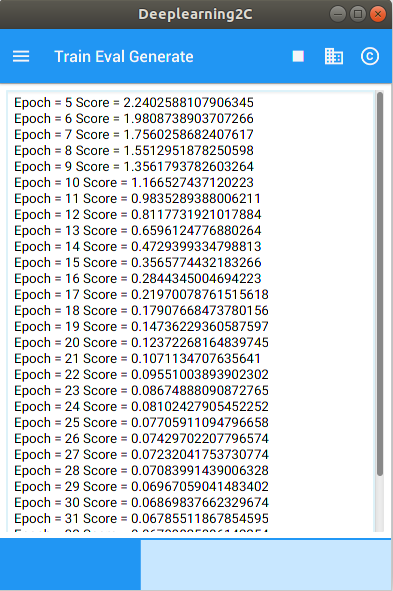 Deeplearning2C
Train Eval Generate
Epoch = 5 Score = 2.2402588107906345
Epoch = 6 Score = 1.9808738903707266
Epoch = 7 Score = 1.7560258682407617
Epoch = 8 Score = 1.5512951878250598
Epoch = 9 Score = 1.3561793782603264
Epoch = 10 Score = 1.166527437120223
Epoch = 11 Score = 0.9835289388006211
Epoch = 12 Score = 0.8117731921017884
Epoch = 13 Score = 0.6596124776880264
Epoch = 14 Score = 0.4729399334798813
Epoch = 15 Score = 0.3565774432183266
Epoch = 16 Score = 0.2844345004694223
Epoch = 17 Score = 0.21970078761515618
Epoch = 18 Score = 0.17907668473780156
Epoch = 19 Score = 0.14736229360587597
Epoch = 20 Score = 0.12372268164839745
Epoch = 21 Score = 0.1071134707635641
Epoch = 22 Score = 0.09551003893902302
Epoch = 23 Score = 0.08674888090872765
Epoch = 24 Score = 0.08102427905452252
Epoch = 25 Score = 0.07705911094796658
Epoch = 26 Score = 0.07429702207796574
Epoch = 27 Score = 0.07232041753730774
Epoch = 28 Score = 0.07083991439006328
Epoch = 29 Score = 0.06967059041483402
Epoch = 30 Score = 0.06869837662329674
Epoch = 31 Score = 0.06785511867854595